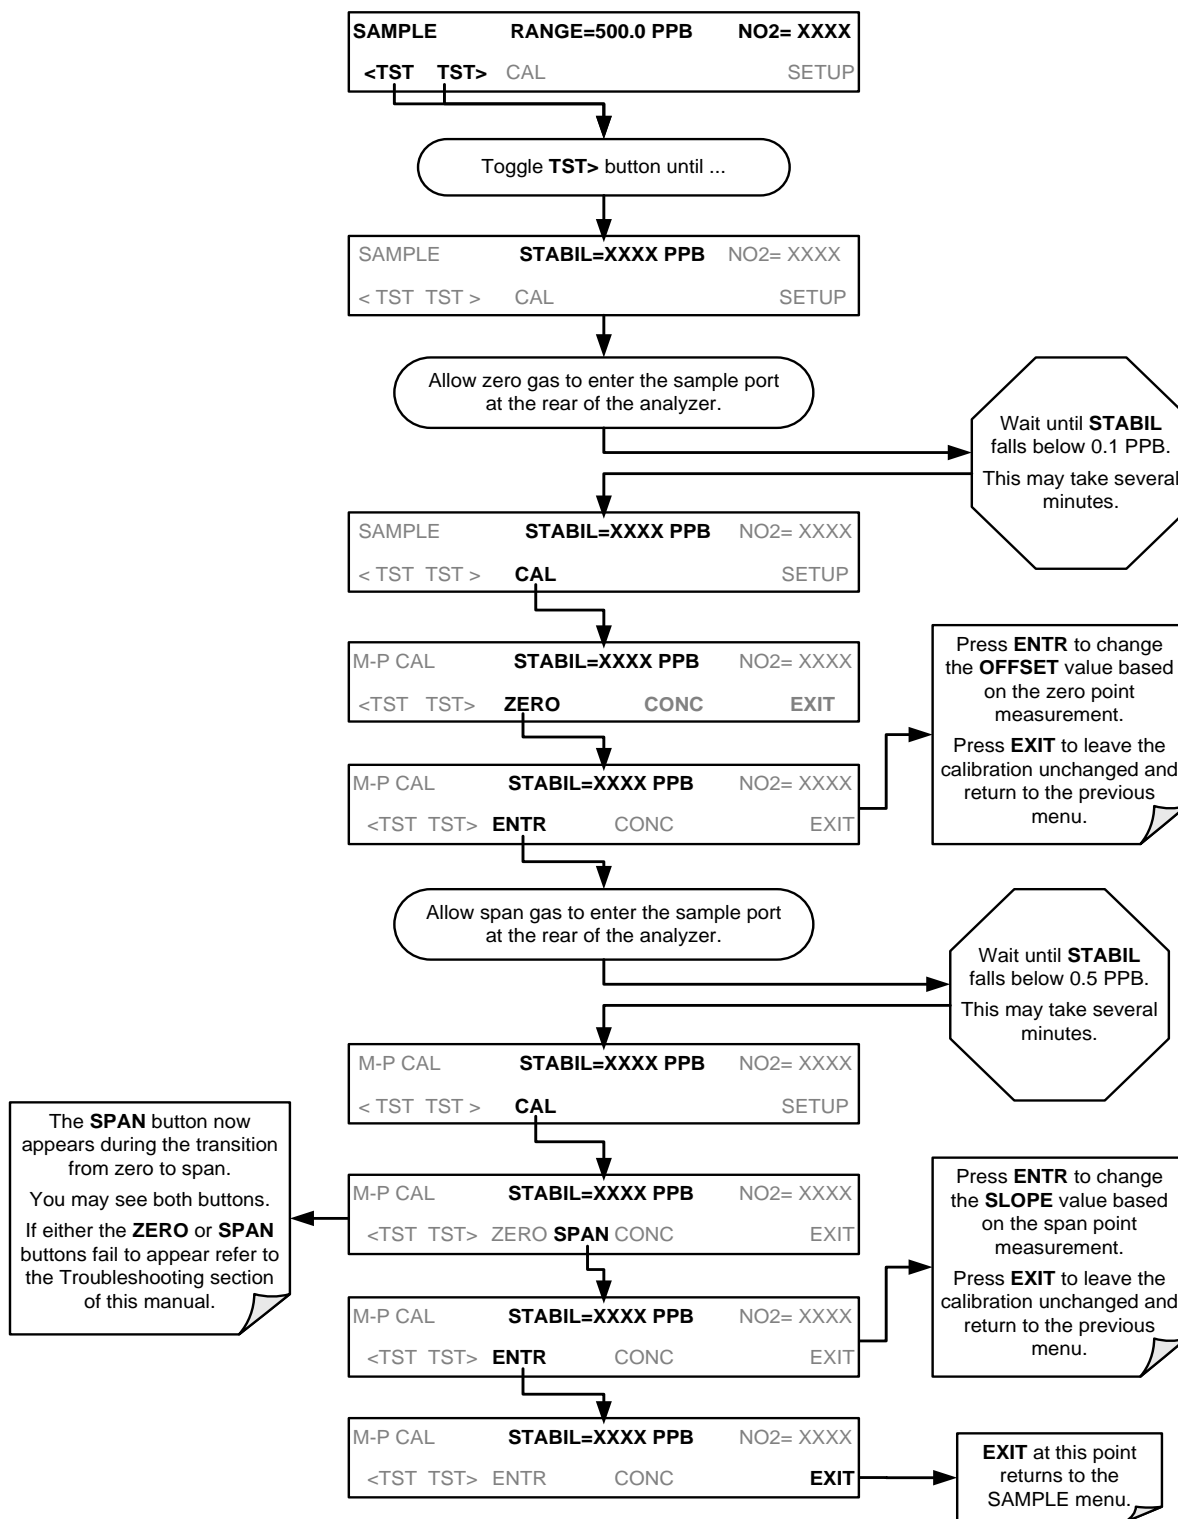 SAMPLE RANGE=500.0 PPB NO2= XXXX
<TST TST> CAL SETUP
Toggle TST> button until ...
SAMPLE STABIL=XXXX PPB NO2= XXXX
< TST TST > CAL SETUP
Allow zero gas to enter the sample port
at the rear of the analyzer.
Wait until STABIL
falls below 0.1 PPB.
This may take several
minutes.
SAMPLE STABIL=XXXX PPB NO2= XXXX
< TST TST > CAL SETUP
M-P CAL STABIL=XXXX PPB NO2= XXXX
<TST TST> ZERO CONC EXIT
Press ENTR to change
the OFFSET value based
on the zero point
measurement.
Press EXIT to leave the
calibration unchanged and
return to the previous
menu.
M-P CAL STABIL=XXXX PPB NO2= XXXX
<TST TST> ENTR CONC EXIT
Allow span gas to enter the sample port
at the rear of the analyzer.
Wait until STABIL
falls below 0.5 PPB.
This may take several
minutes.
M-P CAL STABIL=XXXX PPB NO2= XXXX
< TST TST > CAL SETUP
The SPAN button now
appears during the transition
from zero to span.
You may see both buttons.
If either the ZERO or SPAN
buttons fail to appear refer to
the Troubleshooting section
of this manual.
M-P CAL STABIL=XXXX PPB NO2= XXXX
<TST TST> ZERO SPAN CONC EXIT
Press ENTR to change
the SLOPE value based
on the span point
measurement.
Press EXIT to leave the
calibration unchanged and
return to the previous
menu.
M-P CAL STABIL=XXXX PPB NO2= XXXX
<TST TST> ENTR CONC EXIT
M-P CAL STABIL=XXXX PPB NO2= XXXX
<TST TST> ENTR CONC EXIT
EXIT at this point
returns to the
SAMPLE menu.